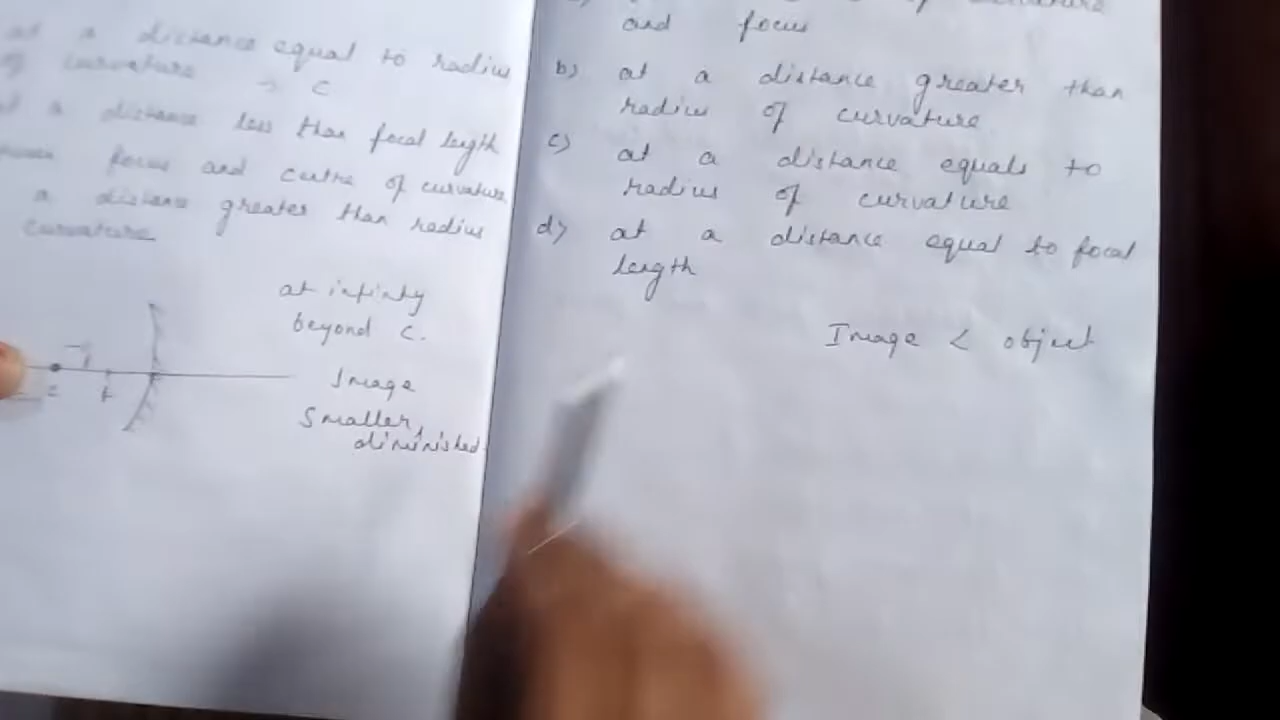 at a distance equal to radius
of curvature → C
at a distance less than focal length
focus and centre of curvature
a distance greater than radius
curvature
at infinity
beyond C.
Image
Smaller,
diminished
C F
curvature
and focus
b) at a distance greater than
radius of curvature
c) at a distance equals to
radius of curvature
d) at a distance equal to focal
length
Image < object